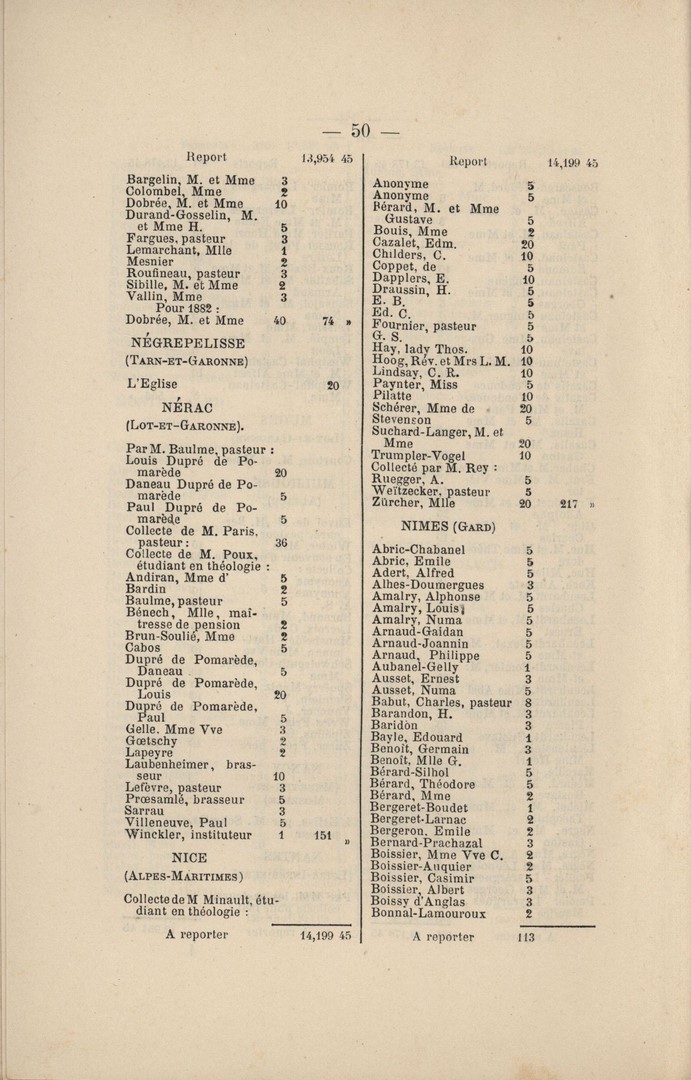 — 50 —
Report 13,954 45
Bargelin, M. et Mme 3
Colombel, Mme 2
Dobrée, M. et Mme 10
Durand-Gosselin, M.
et Mme H. 5
Fargues, pasteur 3
Lemarchant, Mlle 1
Mesnier 2
Roufineau, pasteur 3
Sibille, M. et Mme 2
Vallin, Mme 3
Pour 1882 :
Dobrée, M. et Mme 40 74 »
NÉGREPELISSE
(TARN-ET-GARONNE)
L'Eglise 20
NÉRAC
(LOT-ET-GARONNE).
Par M. Baulme, pasteur :
Louis Dupré de Po-
marède 20
Daneau Dupré de Po-
marède 5
Paul Dupré de Po-
marède 5
Collecte de M. Paris,
pasteur : 36
Collecte de M. Poux,
étudiant en théologie :
Andiran, Mme d' 5
Bardin 2
Baulme, pasteur 5
Bénech, Mlle, maî-
tresse de pension 2
Brun-Soulié, Mme 2
Cabos 5
Dupré de Pomarède,
Daneau 5
Dupré de Pomarède,
Louis 20
Dupré de Pomarède,
Paul 5
Gelle. Mme Vve 3
Gœtschy 2
Lapeyre 2
Laubenheimer, bras-
seur 10
Lefèvre, pasteur 3
Prœsamlé, brasseur 5
Sarrau 3
Villeneuve, Paul 5
Winckler, instituteur 1 151 »
NICE
(ALPES-MARITIMES)
Collecte de M Minault, étu-
diant en théologie :
A reporter 14,199 45
Report 14,199 45
Anonyme 5
Anonyme 5
Bérard, M. et Mme
Gustave 5
Bouis, Mme 2
Cazalet, Edm. 20
Childers, C. 10
Coppet, de 5
Dapplers, E. 10
Draussin, H. 5
E. B. 5
Ed. C. 5
Fournier, pasteur 5
G. S. 5
Hay, lady Thos. 10
Hoog, Rév. et Mrs L. M. 10
Lindsay, C. R. 10
Paynter, Miss 5
Pilatte 10
Schérer, Mme de 20
Stevenson 5
Suchard-Langer, M. et
Mme 20
Trumpler-Vogel 10
Collecté par M. Rey :
Ruegger, A. 5
Weïtzecker, pasteur 5
Zürcher, Mlle 20 217 »
NIMES (GARD)
Abric-Chabanel 5
Abric, Emile 5
Adert, Alfred 5
Alhes-Doumergues 3
Amalry, Alphonse 5
Amalry, Louis 5
Amalry, Numa 5
Arnaud-Gaidan 5
Arnaud-Joannin 5
Arnaud, Philippe 5
Aubanel-Gelly 1
Ausset, Ernest 3
Ausset, Numa 5
Babut, Charles, pasteur 8
Barandon, H. 3
Baridon 3
Bayle, Edouard 1
Benoît, Germain 3
Benoît, Mlle G. 1
Bérard-Silhol 5
Bérard, Théodore 5
Bérard, Mme 2
Bergeret-Boudet 1
Bergeret-Larnac 2
Bergeron, Emile 2
Bernard-Prachazal 3
Boissier, Mme Vve C. 2
Boissier-Auquier 2
Boissier, Casimir 5
Boissier, Albert 3
Boissy d'Anglas 3
Bonnal-Lamouroux 2
A reporter 113